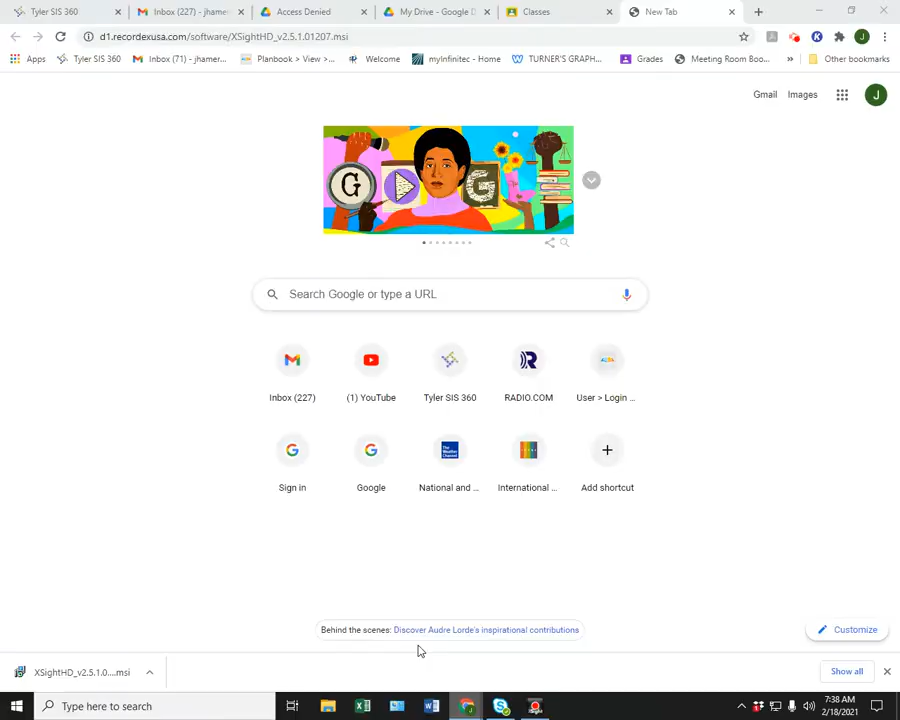 Tyler SIS 360
Inbox (227) - jhamer
Access Denied
My Drive - Google D
Classes
New Tab
d1.recordexusa.com/software/XSightHD_v2.5.1.01207.msi
J
Apps
Tyler SIS 360
Inbox (71) - jhamer...
Planbook > View >...
Welcome
myInfinitec - Home
TURNER'S GRAPH...
Grades
Meeting Room Boo...
»
Other bookmarks
Gmail
Images
J
G
G
Search Google or type a URL
Inbox (227)
(1) YouTube
Tyler SIS 360
RADIO.COM
User > Login ...
Sign in
Google
National and ...
International ...
Add shortcut
Behind the scenes: Discover Audre Lorde's inspirational contributions
Customize
XSightHD_v2.5.1.0....msi
Show all
Type here to search
7:38 AM
2/18/2021